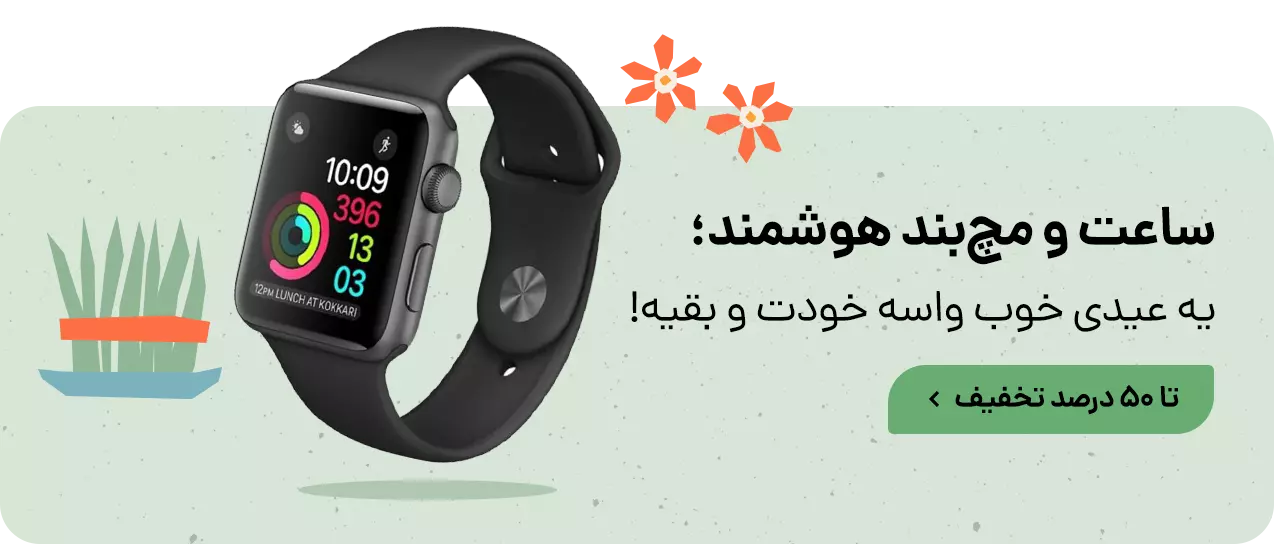 10:09
396
13
03
12PM LUNCH AT KOKKARI
ساعت و مچ‌بند هوشمند؛
یه عیدی خوب واسه خودت و بقیه!
تا ۵۰ درصد تخفیف